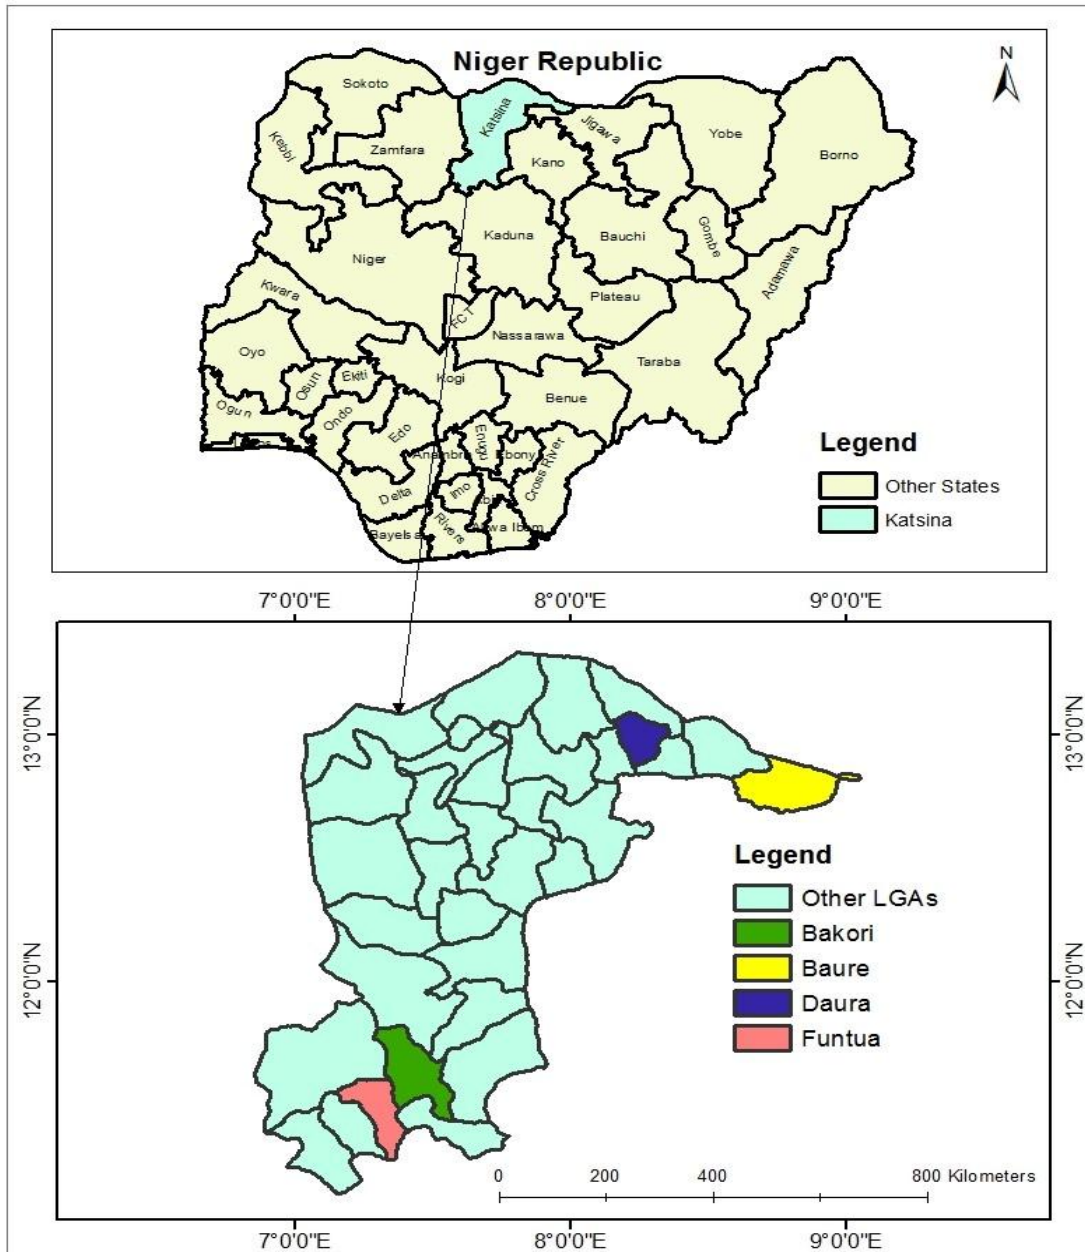 Niger Republic
N
Sokoto
Katsina
Jigawa
Yobe
Kebbi
Zamfara
Kano
Borno
Kaduna
Bauchi
Gombe
Niger
Adamawa
Kwara
Plateau
FCT
Nassarawa
Oyo
Taraba
Osun
Ekiti
Kogi
Benue
Ogun
Ondo
Edo
Enugu
Ebony
Cross River
Delta
Imo
Rivers
Bayelsa
Legend
Other States
Katsina
7°0'0"E 8°0'0"E 9°0'0"E
13°0'0"N
13°0'0"N
12°0'0"N
12°0'0"N
Legend
Other LGAs
Bakori
Baure
Daura
Funtua
0 200 400 800 Kilometers
7°0'0"E 8°0'0"E 9°0'0"E